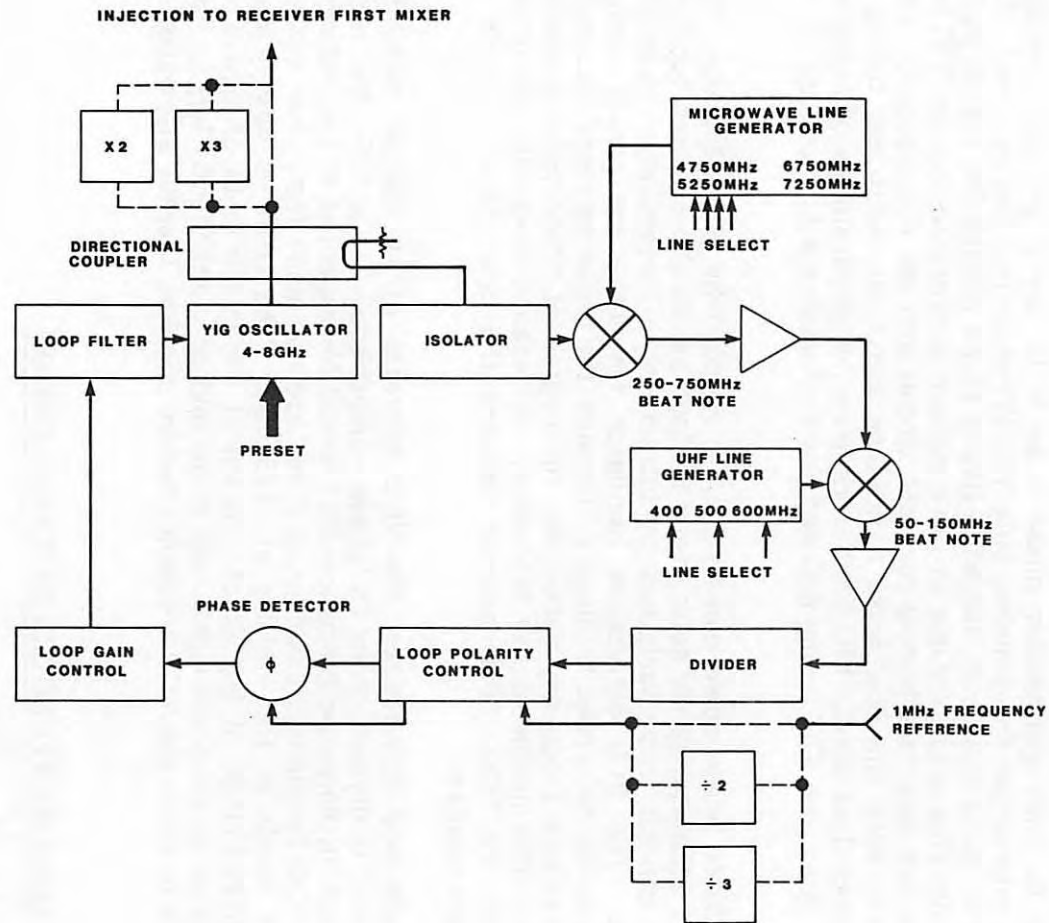 INJECTION TO RECEIVER FIRST MIXER
X2
X3
MICROWAVE LINE
GENERATOR
4750MHz 6750MHz
5250MHz 7250MHz
LINE SELECT
DIRECTIONAL
COUPLER
LOOP FILTER
YIG OSCILLATOR
4-8GHz
ISOLATOR
PRESET
250-750MHz
BEAT NOTE
UHF LINE
GENERATOR
400 500 600MHz
LINE SELECT
50-150MHz
BEAT NOTE
PHASE DETECTOR
LOOP GAIN
CONTROL
ϕ
LOOP POLARITY
CONTROL
DIVIDER
1MHz FREQUENCY
REFERENCE
÷2
÷3